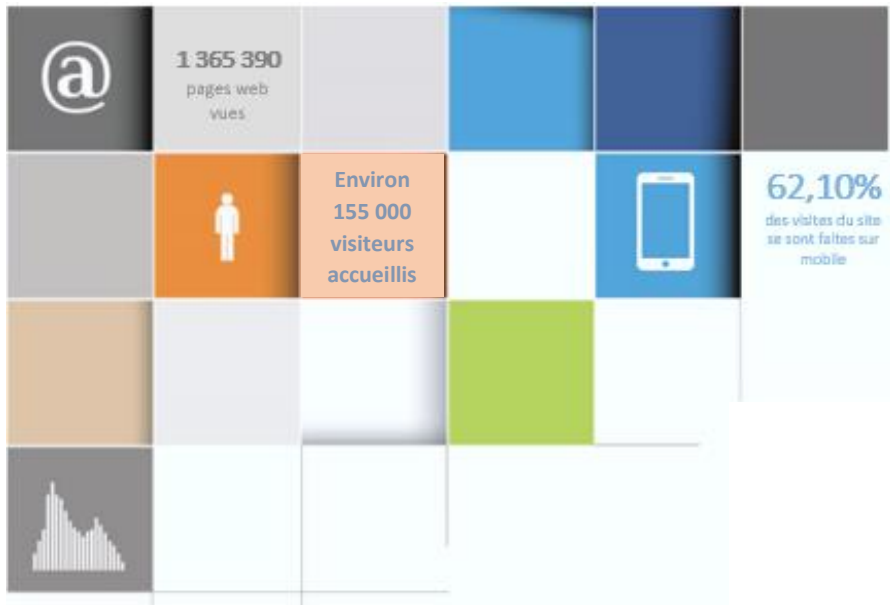 @
1 365 390
pages web
vues
Environ
155 000
visiteurs
accueillis
62,10%
des visites du site
se sont faites sur
mobile